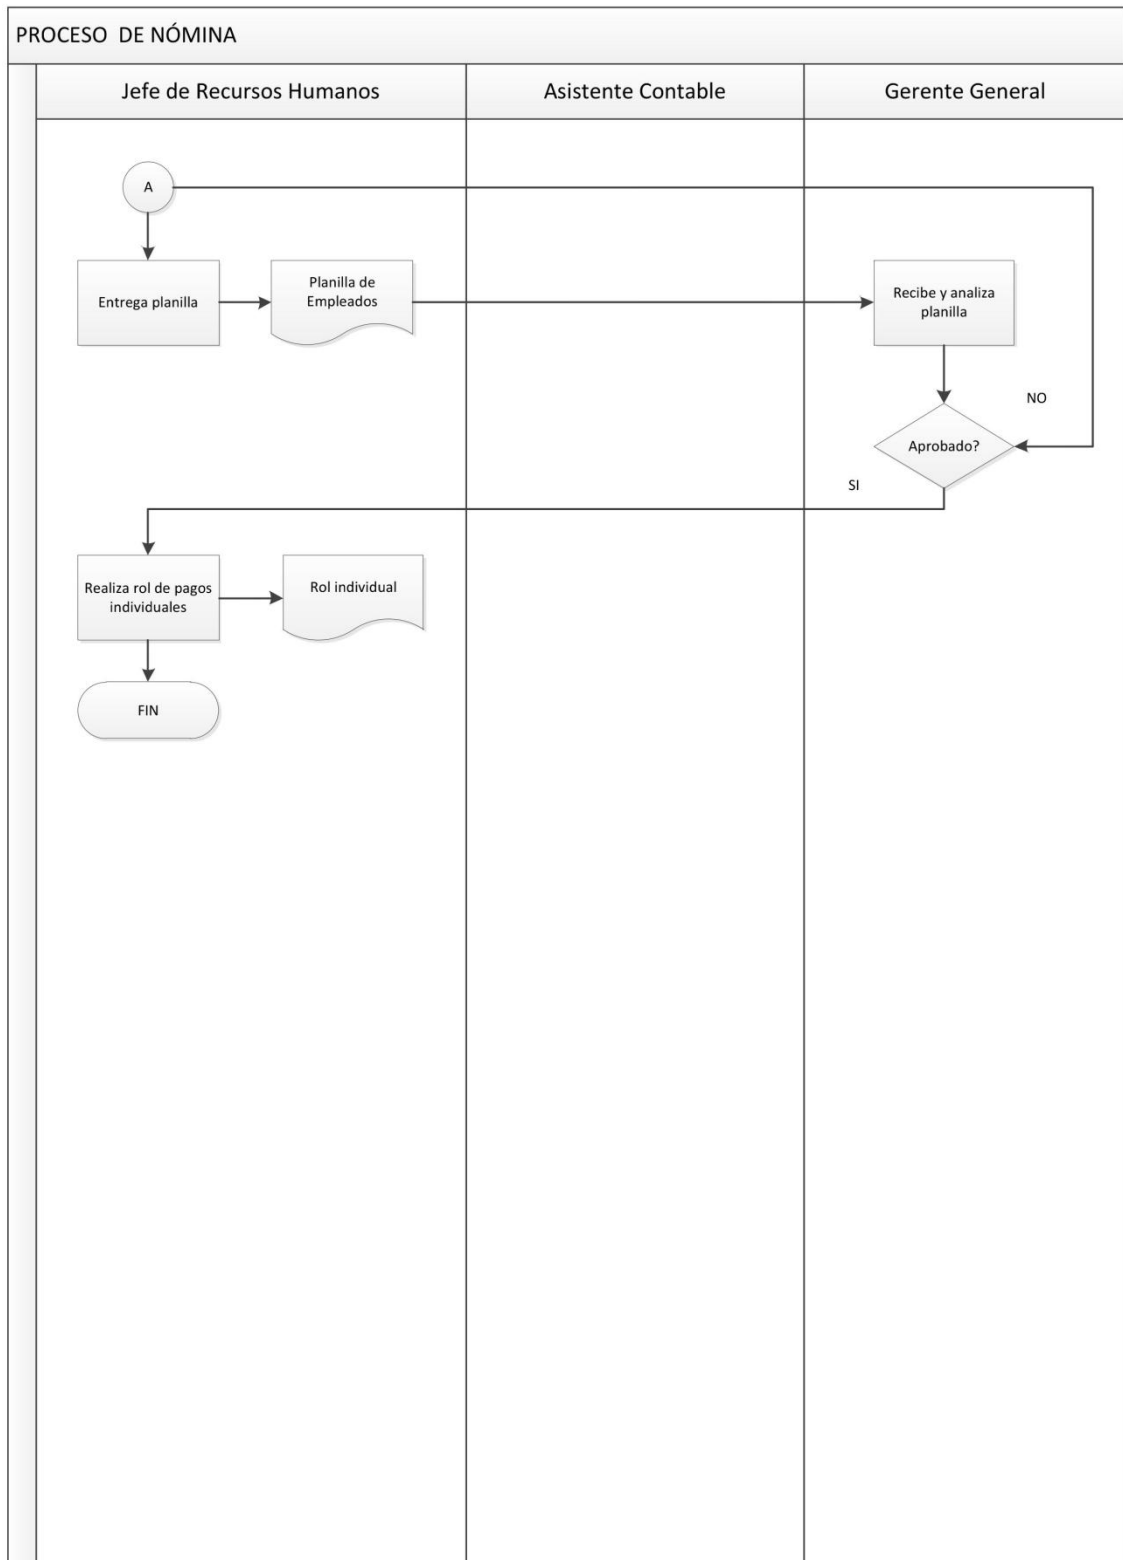 PROCESO DE NÓMINA
Jefe de Recursos Humanos
Asistente Contable
Gerente General
A
Entrega planilla
Planilla de
Empleados
Recibe y analiza
planilla
NO
Aprobado?
SI
Realiza rol de pagos
individuales
Rol individual
FIN